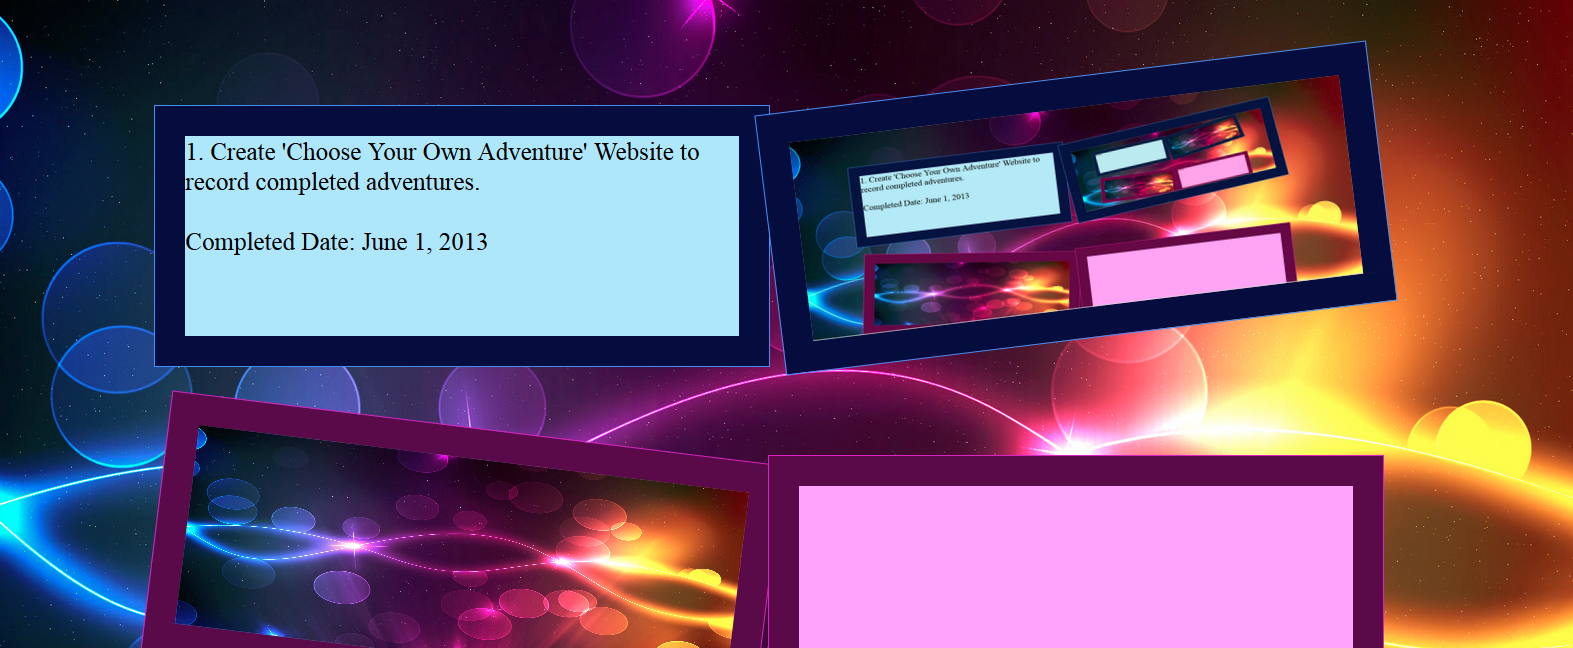 1. Create 'Choose Your Own Adventure' Website to
record completed adventures.
Completed Date: June 1, 2013
1. Create 'Choose Your Own Adventure' Website to
record completed adventures.
Completed Date: June 1, 2013